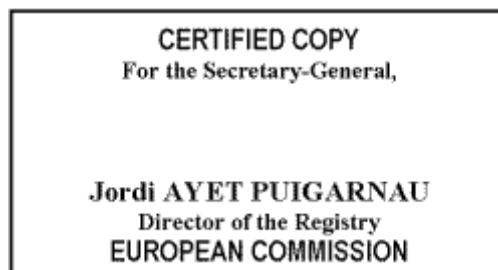 CERTIFIED COPY
For the Secretary-General,
Jordi AYET PUIGARNAU
Director of the Registry
EUROPEAN COMMISSION